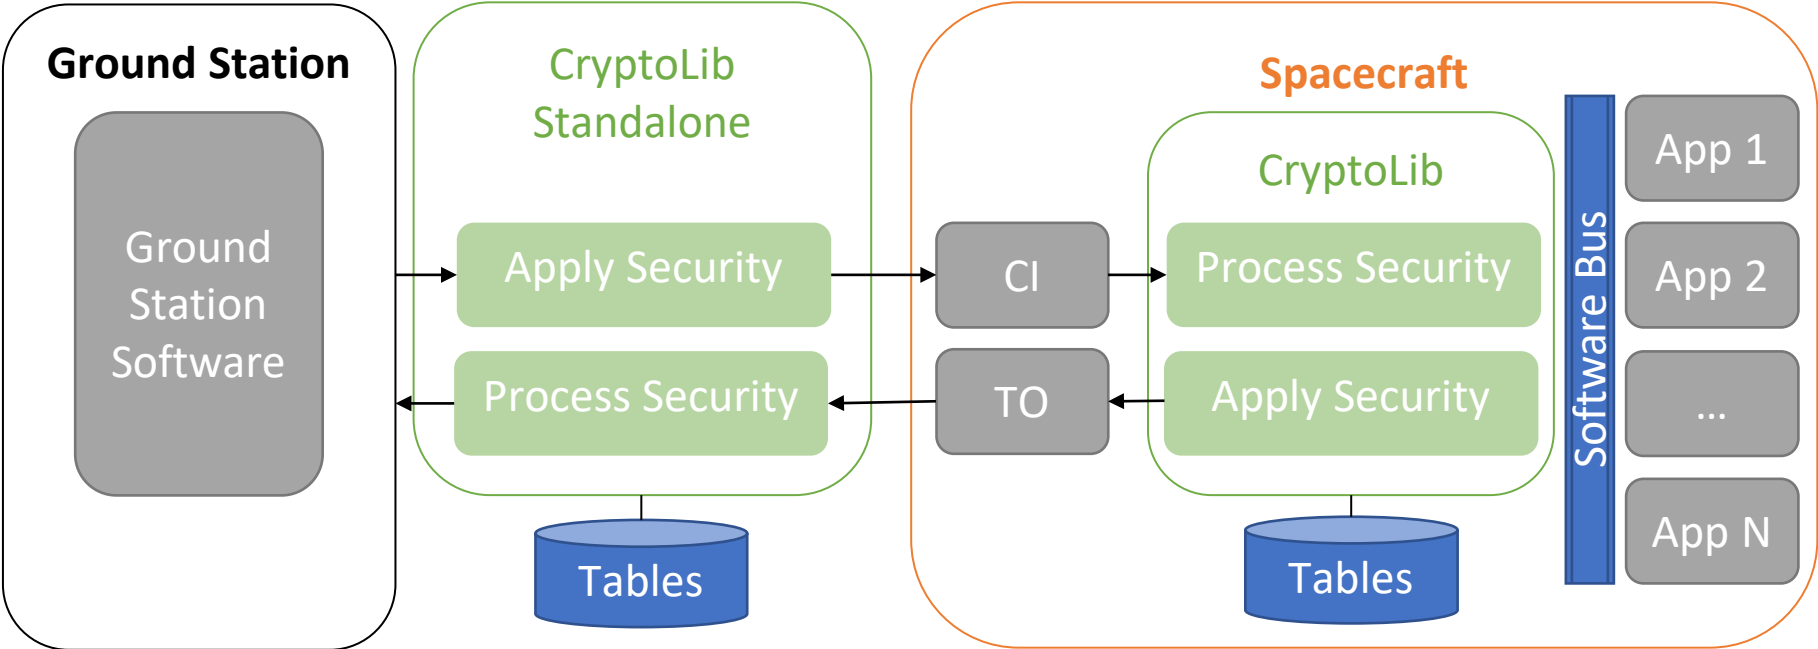 Ground Station
Ground
Station
Software
CryptoLib
Standalone
Apply Security
Process Security
Tables
Spacecraft
CI
TO
CryptoLib
Process Security
Apply Security
Tables
Software Bus
App 1
App 2
...
App N